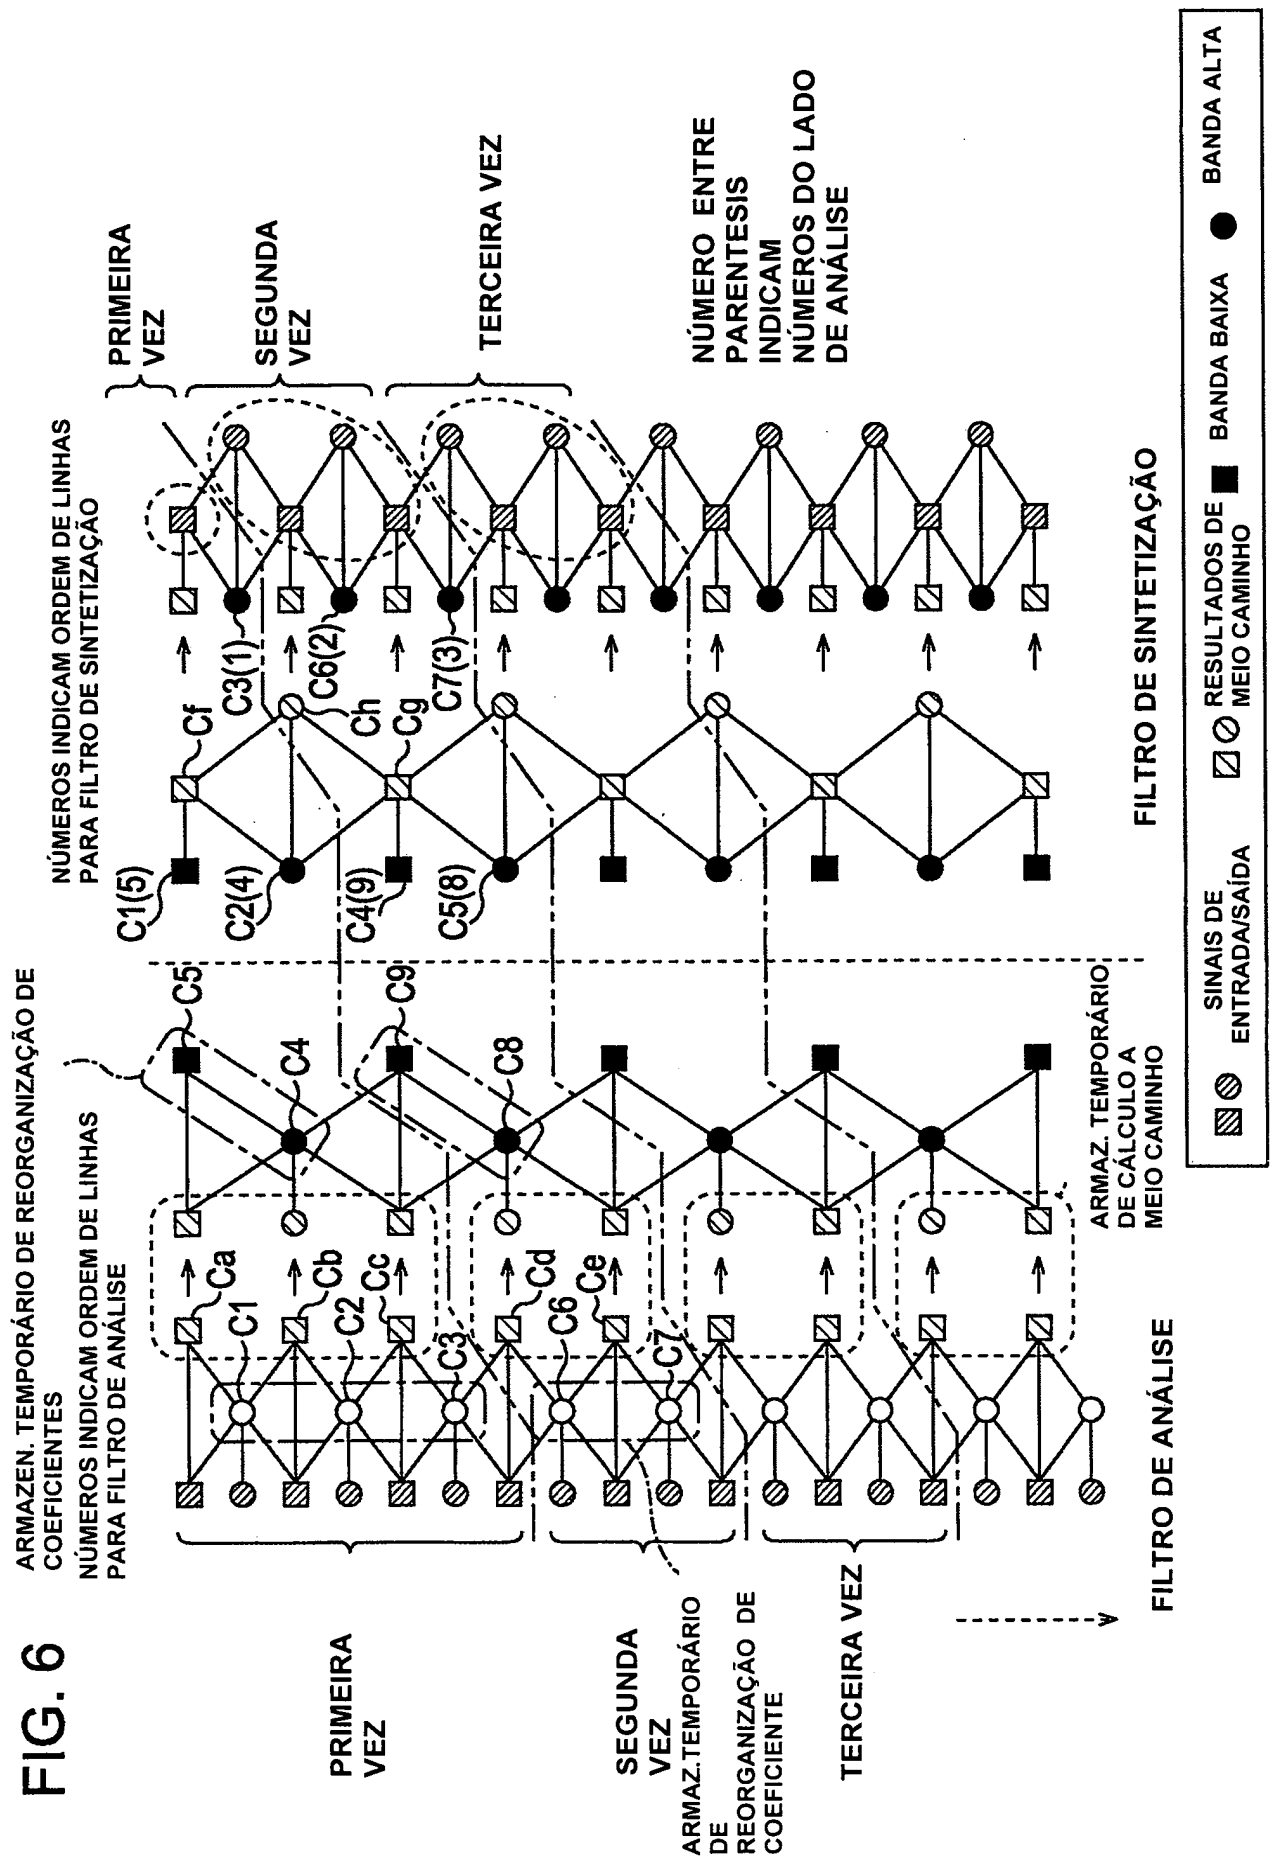 FIG. 6
ARMAZEN. TEMPORÁRIO DE REORGANIZAÇÃO DE
COEFICIENTES
NÚMEROS INDICAM ORDEM DE LINHAS
PARA FILTRO DE ANÁLISE
NÚMEROS INDICAM ORDEM DE LINHAS
PARA FILTRO DE SINTETIZAÇÃO
PRIMEIRA
VEZ
SEGUNDA
VEZ
ARMAZ.TEMPORÁRIO
DE
REORGANIZAÇÃO DE
COEFICIENTE
TERCEIRA VEZ
Ca
C1
Cb
C2
Cc
C3
Cd
C6
Ce
C7
C5
C4
C9
C8
C1(5)
C2(4)
C4(9)
C5(8)
Cf
Ch
Cg
C3(1)
C6(2)
C7(3)
PRIMEIRA
VEZ
SEGUNDA
VEZ
TERCEIRA VEZ
NÚMERO ENTRE
PARENTESIS
INDICAM
NÚMEROS DO LADO
DE ANÁLISE
ARMAZ. TEMPORÁRIO
DE CÁLCULO A
MEIO CAMINHO
FILTRO DE ANÁLISE
FILTRO DE SINTETIZAÇÃO
SINAIS DE
ENTRADA/SAÍDA
RESULTADOS DE
MEIO CAMINHO
BANDA BAIXA
BANDA ALTA